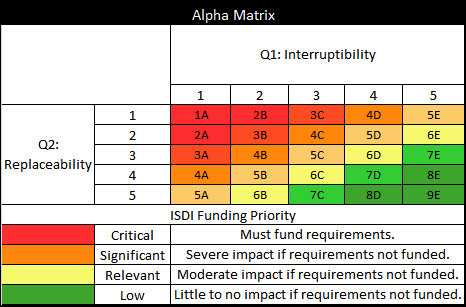 Alpha Matrix
Q1: Interruptibility
1 2 3 4 5
Q2: Replaceability
1 1A 2B 3C 4D 5E
2 2A 3B 4C 5D 6E
3 3A 4B 5C 6D 7E
4 4A 5B 6C 7D 8E
5 5A 6B 7C 8D 9E
ISDI Funding Priority
Critical Must fund requirements.
Significant Severe impact if requirements not funded.
Relevant Moderate impact if requirements not funded.
Low Little to no impact if requirements not funded.